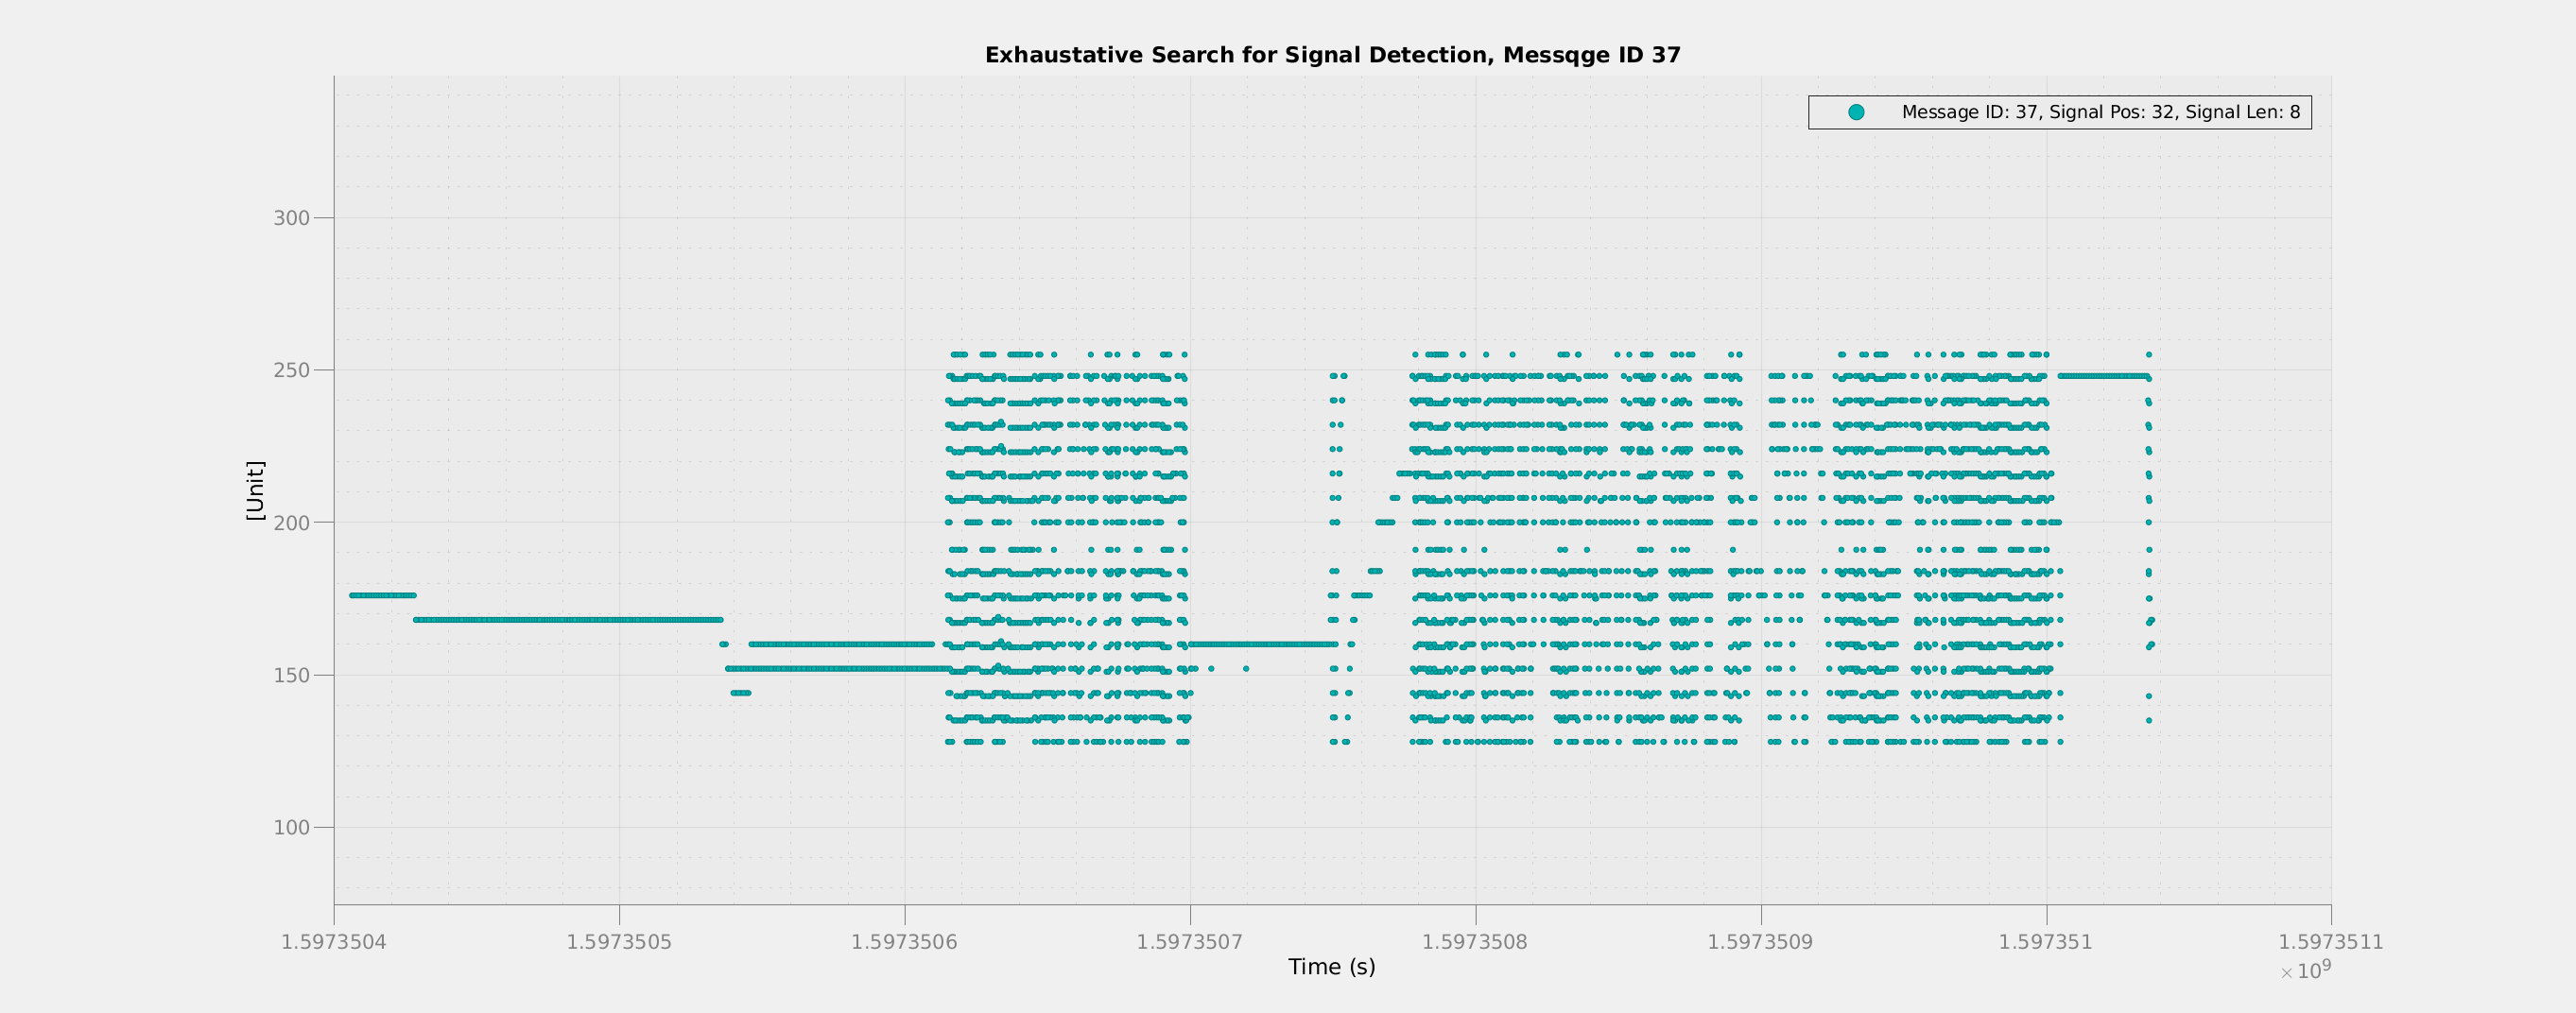 Exhaustative Search for Signal Detection, Messqge ID 37
Message ID: 37, Signal Pos: 32, Signal Len: 8
300
250
200
150
100
[Unit]
1.5973504 1.5973505 1.5973506 1.5973507 1.5973508 1.5973509 1.597351 1.5973511
Time (s)
× 10⁹